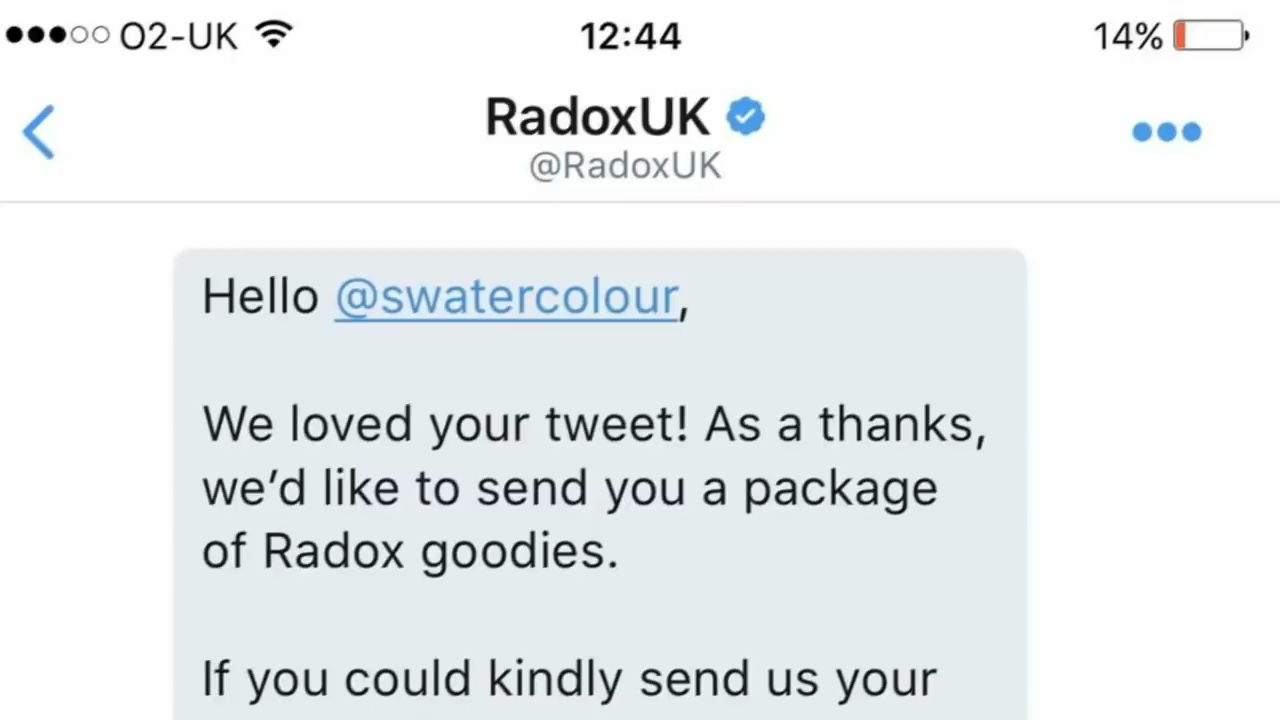 O2-UK 12:44 14%
RadoxUK
@RadoxUK
Hello @swatercolour,
We loved your tweet! As a thanks,
we’d like to send you a package
of Radox goodies.
If you could kindly send us your